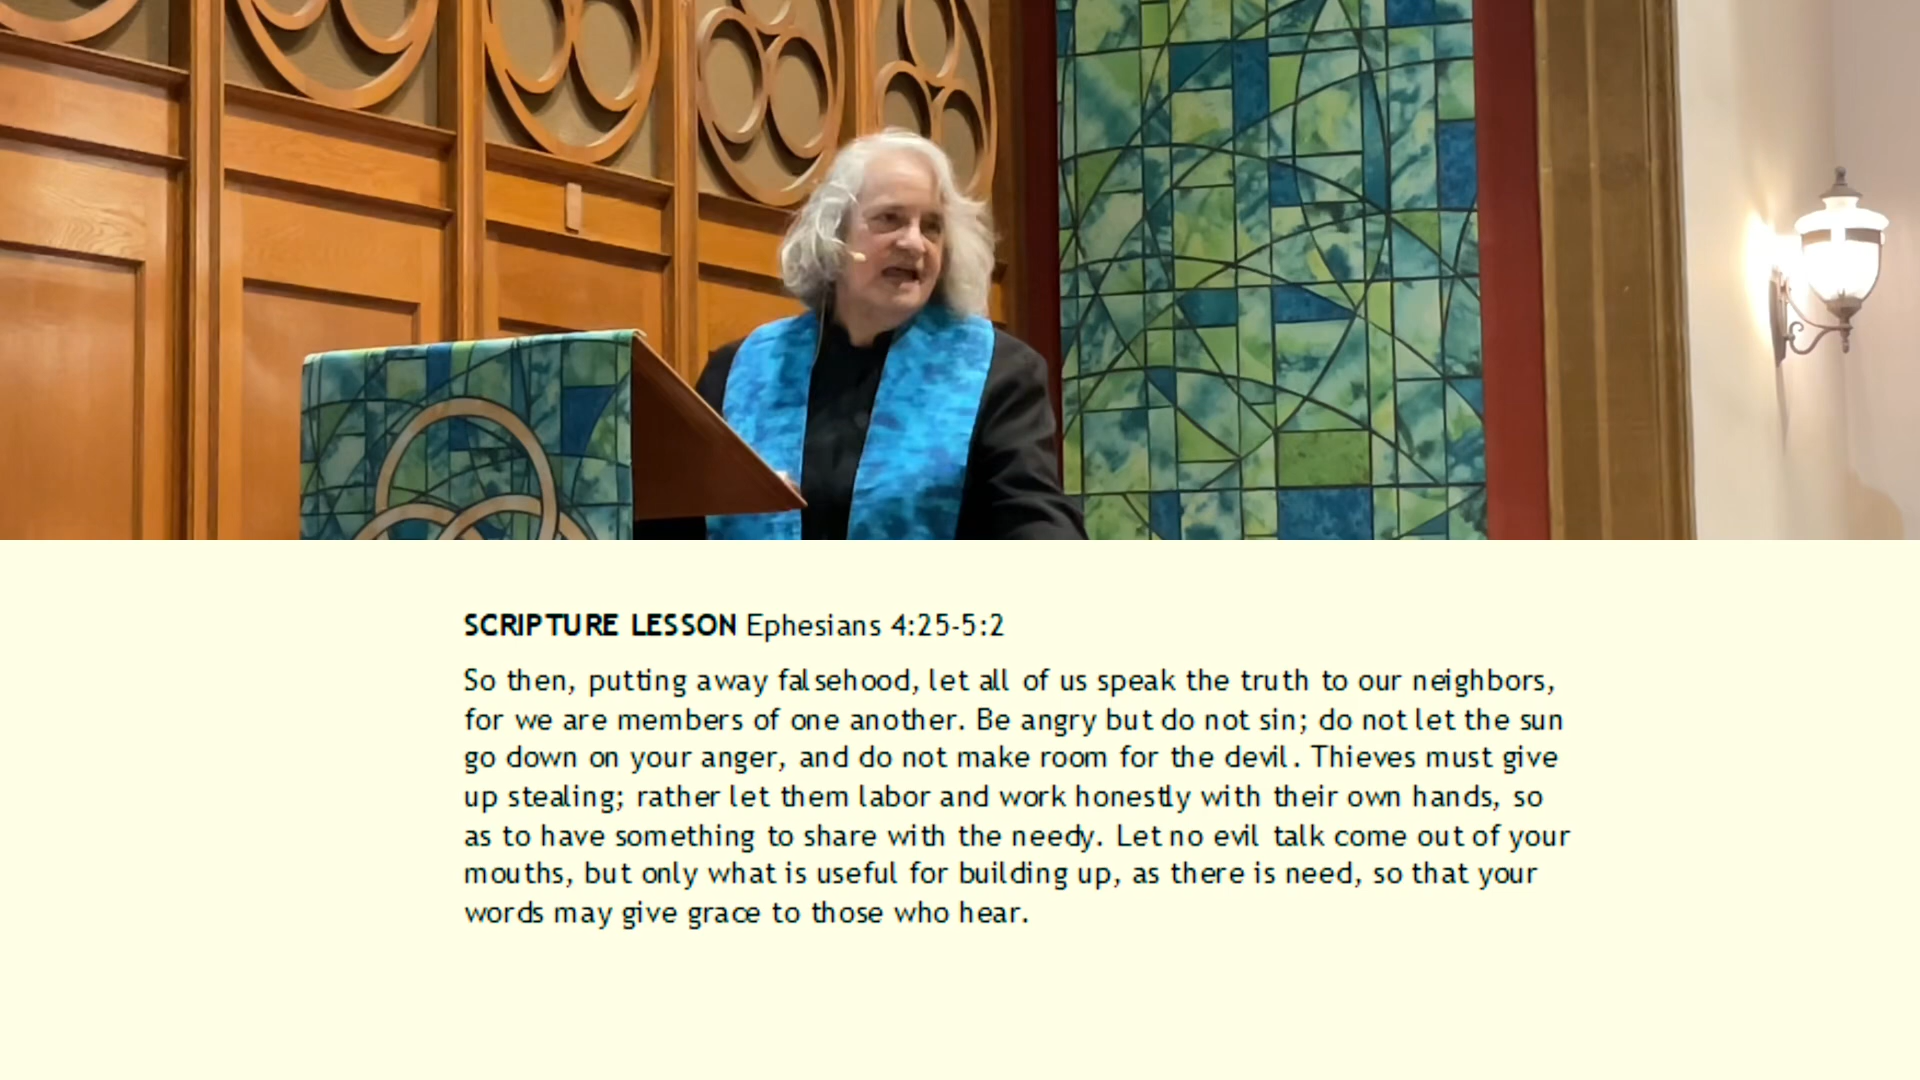 SCRIPTURE LESSON Ephesians 4:25-5:2
So then, putting away falsehood, let all of us speak the truth to our neighbors,
for we are members of one another. Be angry but do not sin; do not let the sun
go down on your anger, and do not make room for the devil. Thieves must give
up stealing; rather let them labor and work honestly with their own hands, so
as to have something to share with the needy. Let no evil talk come out of your
mouths, but only what is useful for building up, as there is need, so that your
words may give grace to those who hear.